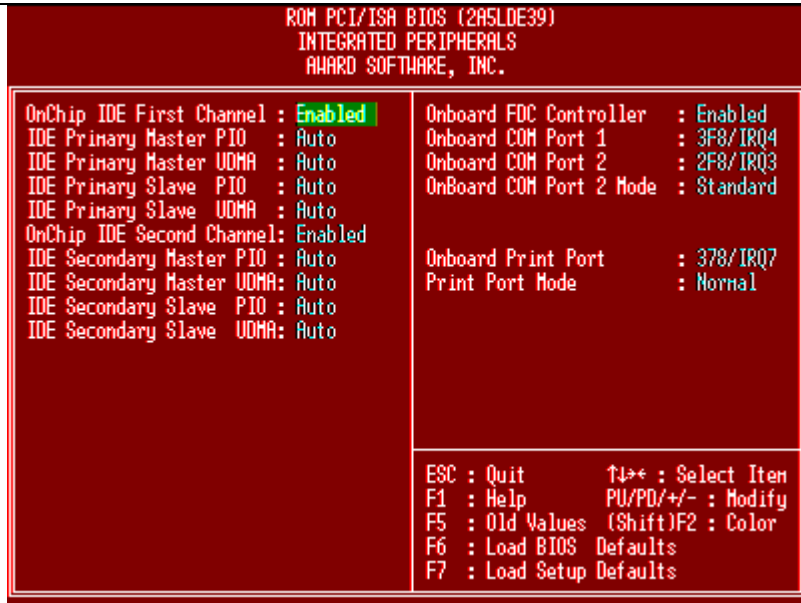 ROM PCI/ISA BIOS (2A5LDE39)
INTEGRATED PERIPHERALS
AWARD SOFTWARE, INC.
OnChip IDE First Channel : Enabled
IDE Primary Master PIO : Auto
IDE Primary Master UDMA : Auto
IDE Primary Slave PIO : Auto
IDE Primary Slave UDMA : Auto
OnChip IDE Second Channel: Enabled
IDE Secondary Master PIO : Auto
IDE Secondary Master UDMA: Auto
IDE Secondary Slave PIO : Auto
IDE Secondary Slave UDMA: Auto
Onboard FDC Controller : Enabled
Onboard COM Port 1 : 3F8/IRQ4
Onboard COM Port 2 : 2F8/IRQ3
OnBoard COM Port 2 Mode : Standard
Onboard Print Port : 378/IRQ7
Print Port Mode : Normal
ESC : Quit ↑↓→← : Select Item
F1 : Help PU/PD/+/- : Modify
F5 : Old Values (Shift)F2 : Color
F6 : Load BIOS Defaults
F7 : Load Setup Defaults